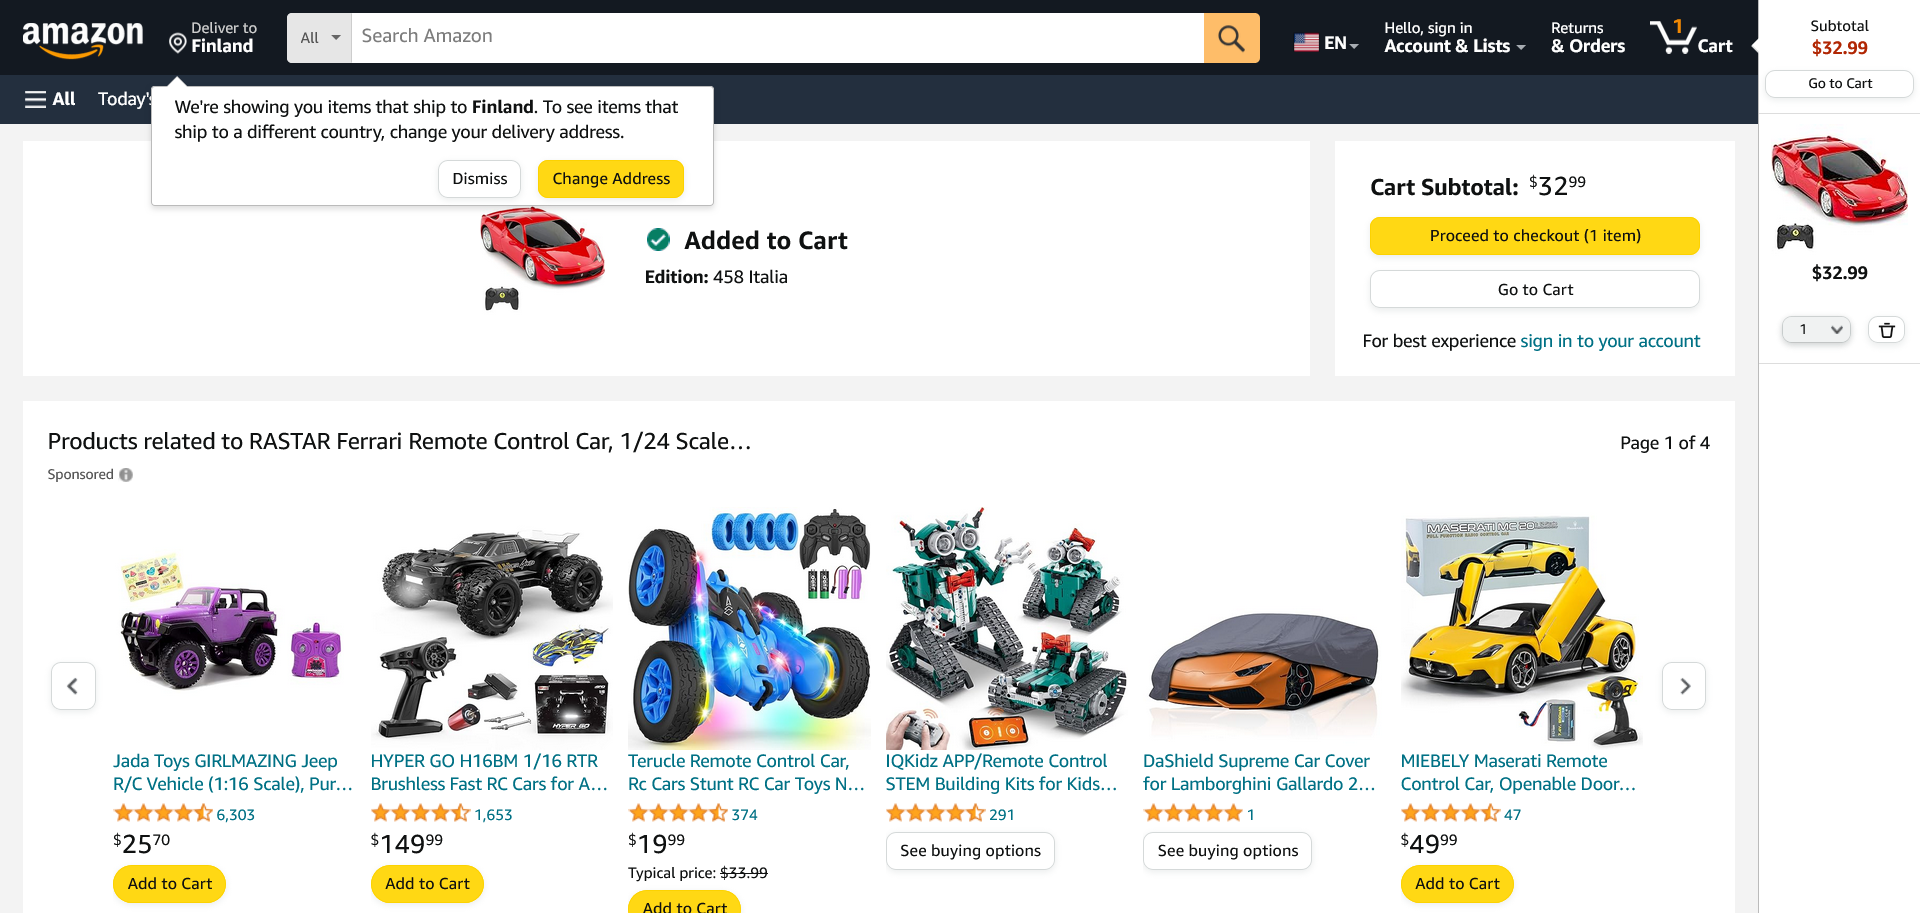 amazon
Deliver to
Finland
All
Search Amazon
EN
Hello, sign in
Account & Lists
Returns
& Orders
1
Cart
Subtotal
$32.99
Go to Cart
All
Today's
We're showing you items that ship to Finland. To see items that
ship to a different country, change your delivery address.
Dismiss
Change Address
Added to Cart
Edition: 458 Italia
Cart Subtotal: $32.99
Proceed to checkout (1 item)
Go to Cart
For best experience sign in to your account
$32.99
1
Products related to RASTAR Ferrari Remote Control Car, 1/24 Scale…
Page 1 of 4
Sponsored
MASERATI MC 20
FULL FUNCTION RADIO CONTROL CAR
HYPER GO
Jada Toys GIRLMAZING Jeep
R/C Vehicle (1:16 Scale), Pur…
6,303
$25.70
Add to Cart
HYPER GO H16BM 1/16 RTR
Brushless Fast RC Cars for A…
1,653
$149.99
Add to Cart
Terucle Remote Control Car,
Rc Cars Stunt RC Car Toys N…
374
$19.99
Typical price: $33.99
Add to Cart
IQKidz APP/Remote Control
STEM Building Kits for Kids…
291
See buying options
DaShield Supreme Car Cover
for Lamborghini Gallardo 2…
1
See buying options
MIEBELY Maserati Remote
Control Car, Openable Door…
47
$49.99
Add to Cart